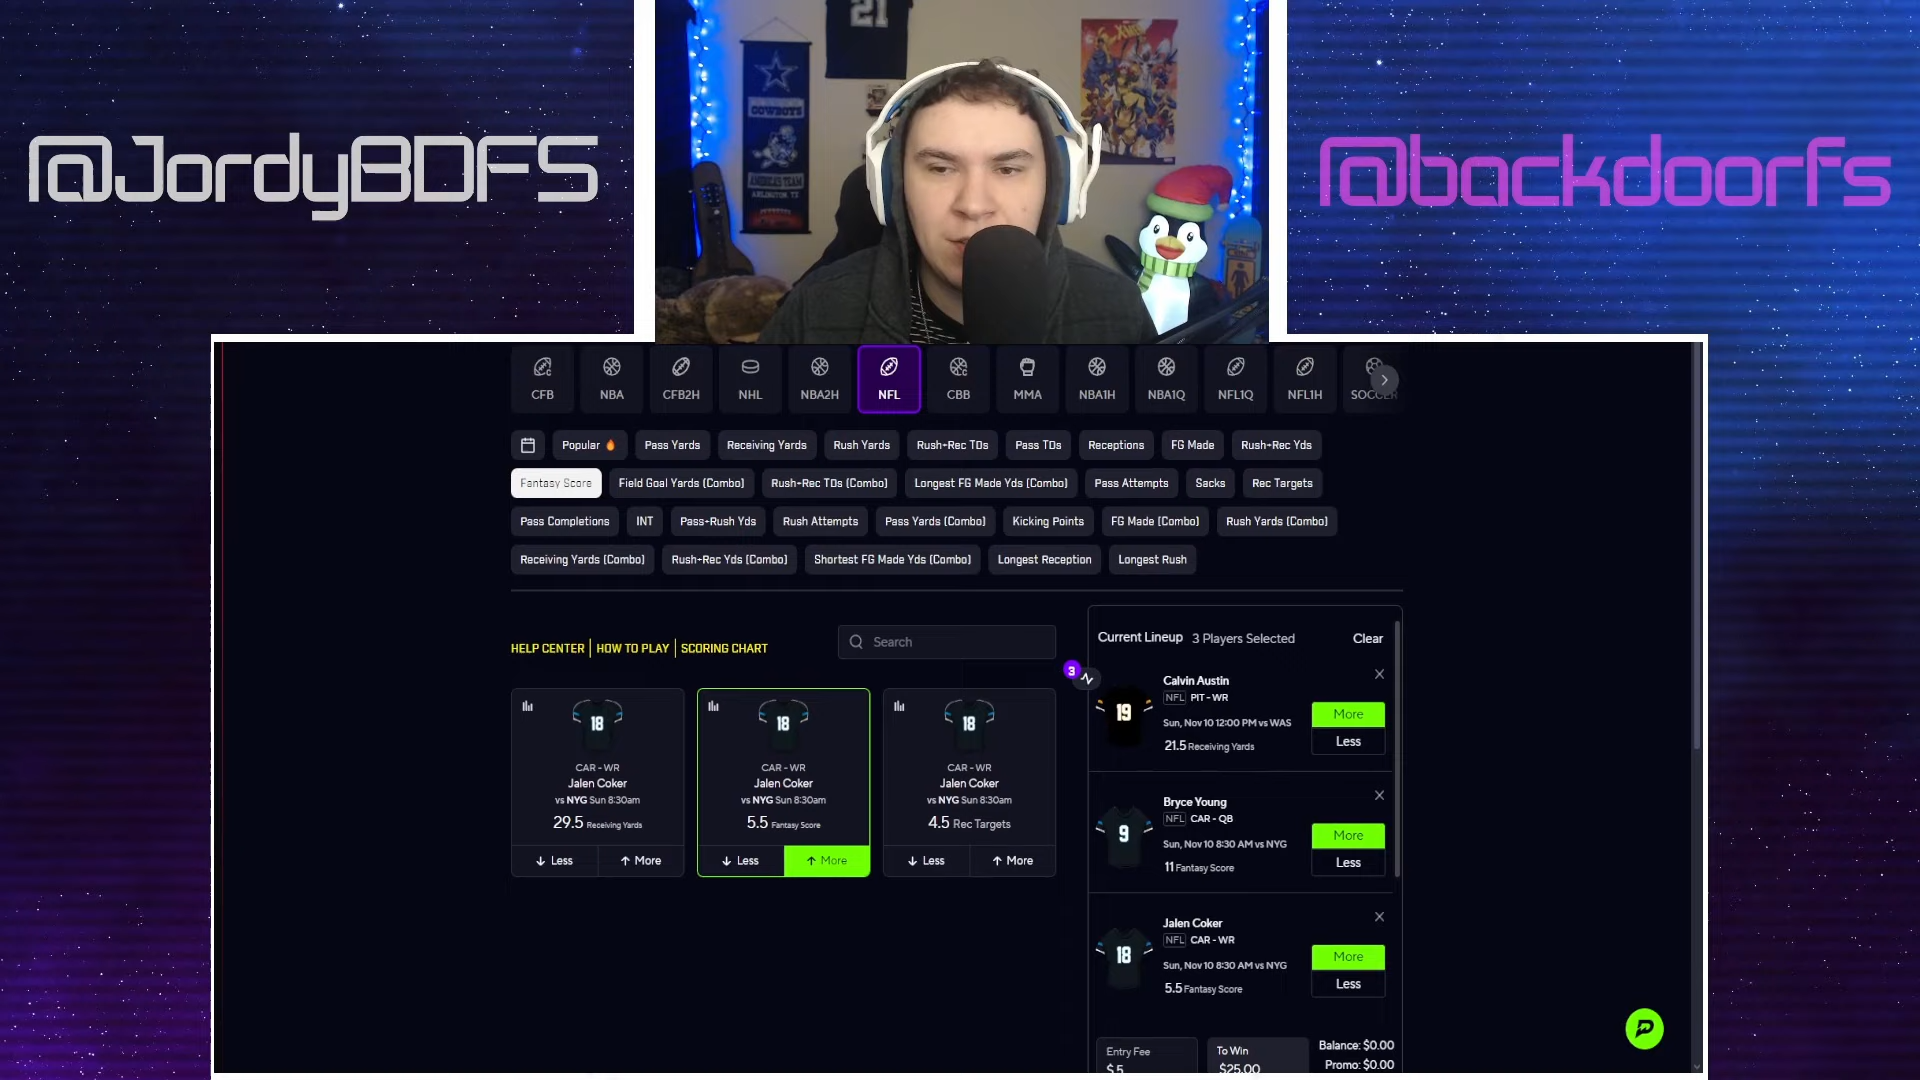 @JordyBDFS
21
COWBOYS
AMERICA'S TEAM
ARLINGTON, TX
X-MEN
@backdoorfs
CFB
NBA
CFB2H
NHL
NBA2H
NFL
CBB
MMA
NBA1H
NBA1Q
NFL1Q
NFL1H
SOCCER
Popular
Pass Yards
Receiving Yards
Rush Yards
Rush+Rec TDs
Pass TDs
Receptions
FG Made
Rush+Rec Yds
Fantasy Score
Field Goal Yards (Combo)
Rush+Rec TDs (Combo)
Longest FG Made Yds (Combo)
Pass Attempts
Sacks
Rec Targets
Pass Completions
INT
Pass+Rush Yds
Rush Attempts
Pass Yards (Combo)
Kicking Points
FG Made (Combo)
Rush Yards (Combo)
Receiving Yards (Combo)
Rush+Rec Yds (Combo)
Shortest FG Made Yds (Combo)
Longest Reception
Longest Rush
HELP CENTER
HOW TO PLAY
SCORING CHART
Search
18
CAR - WR
Jalen Coker
vs NYG Sun 8:30am
29.5 Receiving Yards
Less
More
18
CAR - WR
Jalen Coker
vs NYG Sun 8:30am
5.5 Fantasy Score
Less
More
18
CAR - WR
Jalen Coker
vs NYG Sun 8:30am
4.5 Rec Targets
Less
More
Current Lineup 3 Players Selected
Clear
3
19
Calvin Austin
NFL PIT - WR
Sun, Nov 10 12:00 PM vs WAS
21.5 Receiving Yards
More
Less
9
Bryce Young
NFL CAR - QB
Sun, Nov 10 8:30 AM vs NYG
11 Fantasy Score
More
Less
18
Jalen Coker
NFL CAR - WR
Sun, Nov 10 8:30 AM vs NYG
5.5 Fantasy Score
More
Less
Entry Fee
$5
To Win
$25.00
Balance: $0.00
Promo: $0.00